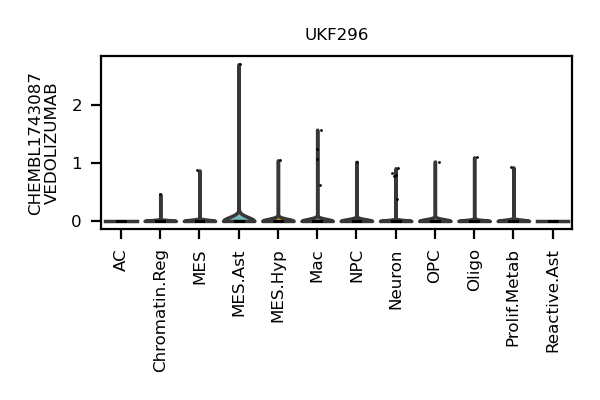 UKF296
CHEMBL1743087
VEDOLIZUMAB
2
1
0
AC
Chromatin.Reg
MES
MES.Ast
MES.Hyp
Mac
NPC
Neuron
OPC
Oligo
Prolif.Metab
Reactive.Ast